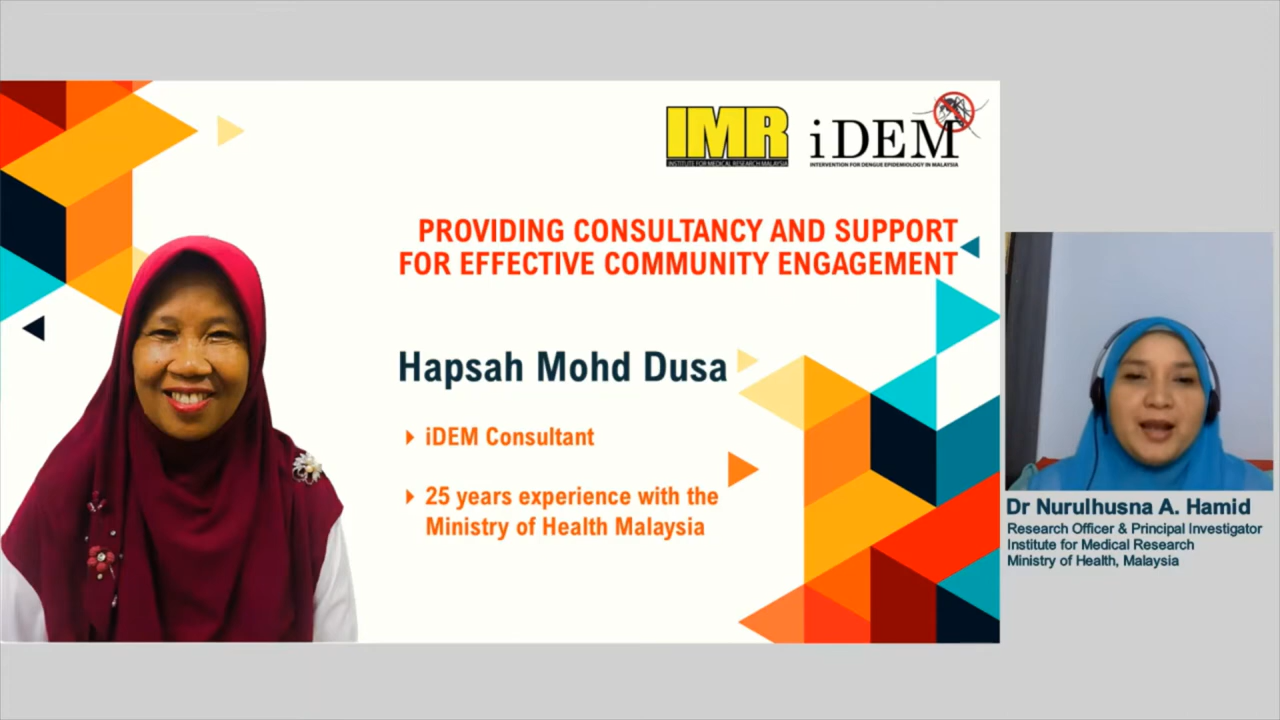 IMR
INSTITUTE FOR MEDICAL RESEARCH MALAYSIA
iDEM
INTERVENTION FOR DENGUE EPIDEMIOLOGY IN MALAYSIA
PROVIDING CONSULTANCY AND SUPPORT
FOR EFFECTIVE COMMUNITY ENGAGEMENT
Hapsah Mohd Dusa
iDEM Consultant
25 years experience with the
Ministry of Health Malaysia
Dr Nurulhusna A. Hamid
Research Officer & Principal Investigator
Institute for Medical Research
Ministry of Health, Malaysia